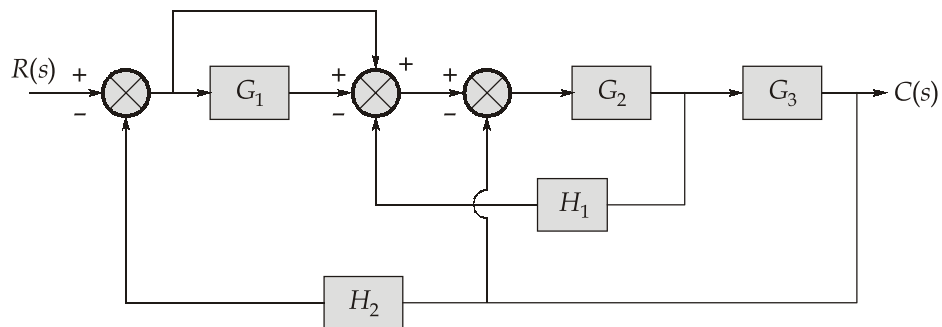 R(s)
+
–
G₁
+
+
–
+
–
G₂
G₃
C(s)
H₁
H₂